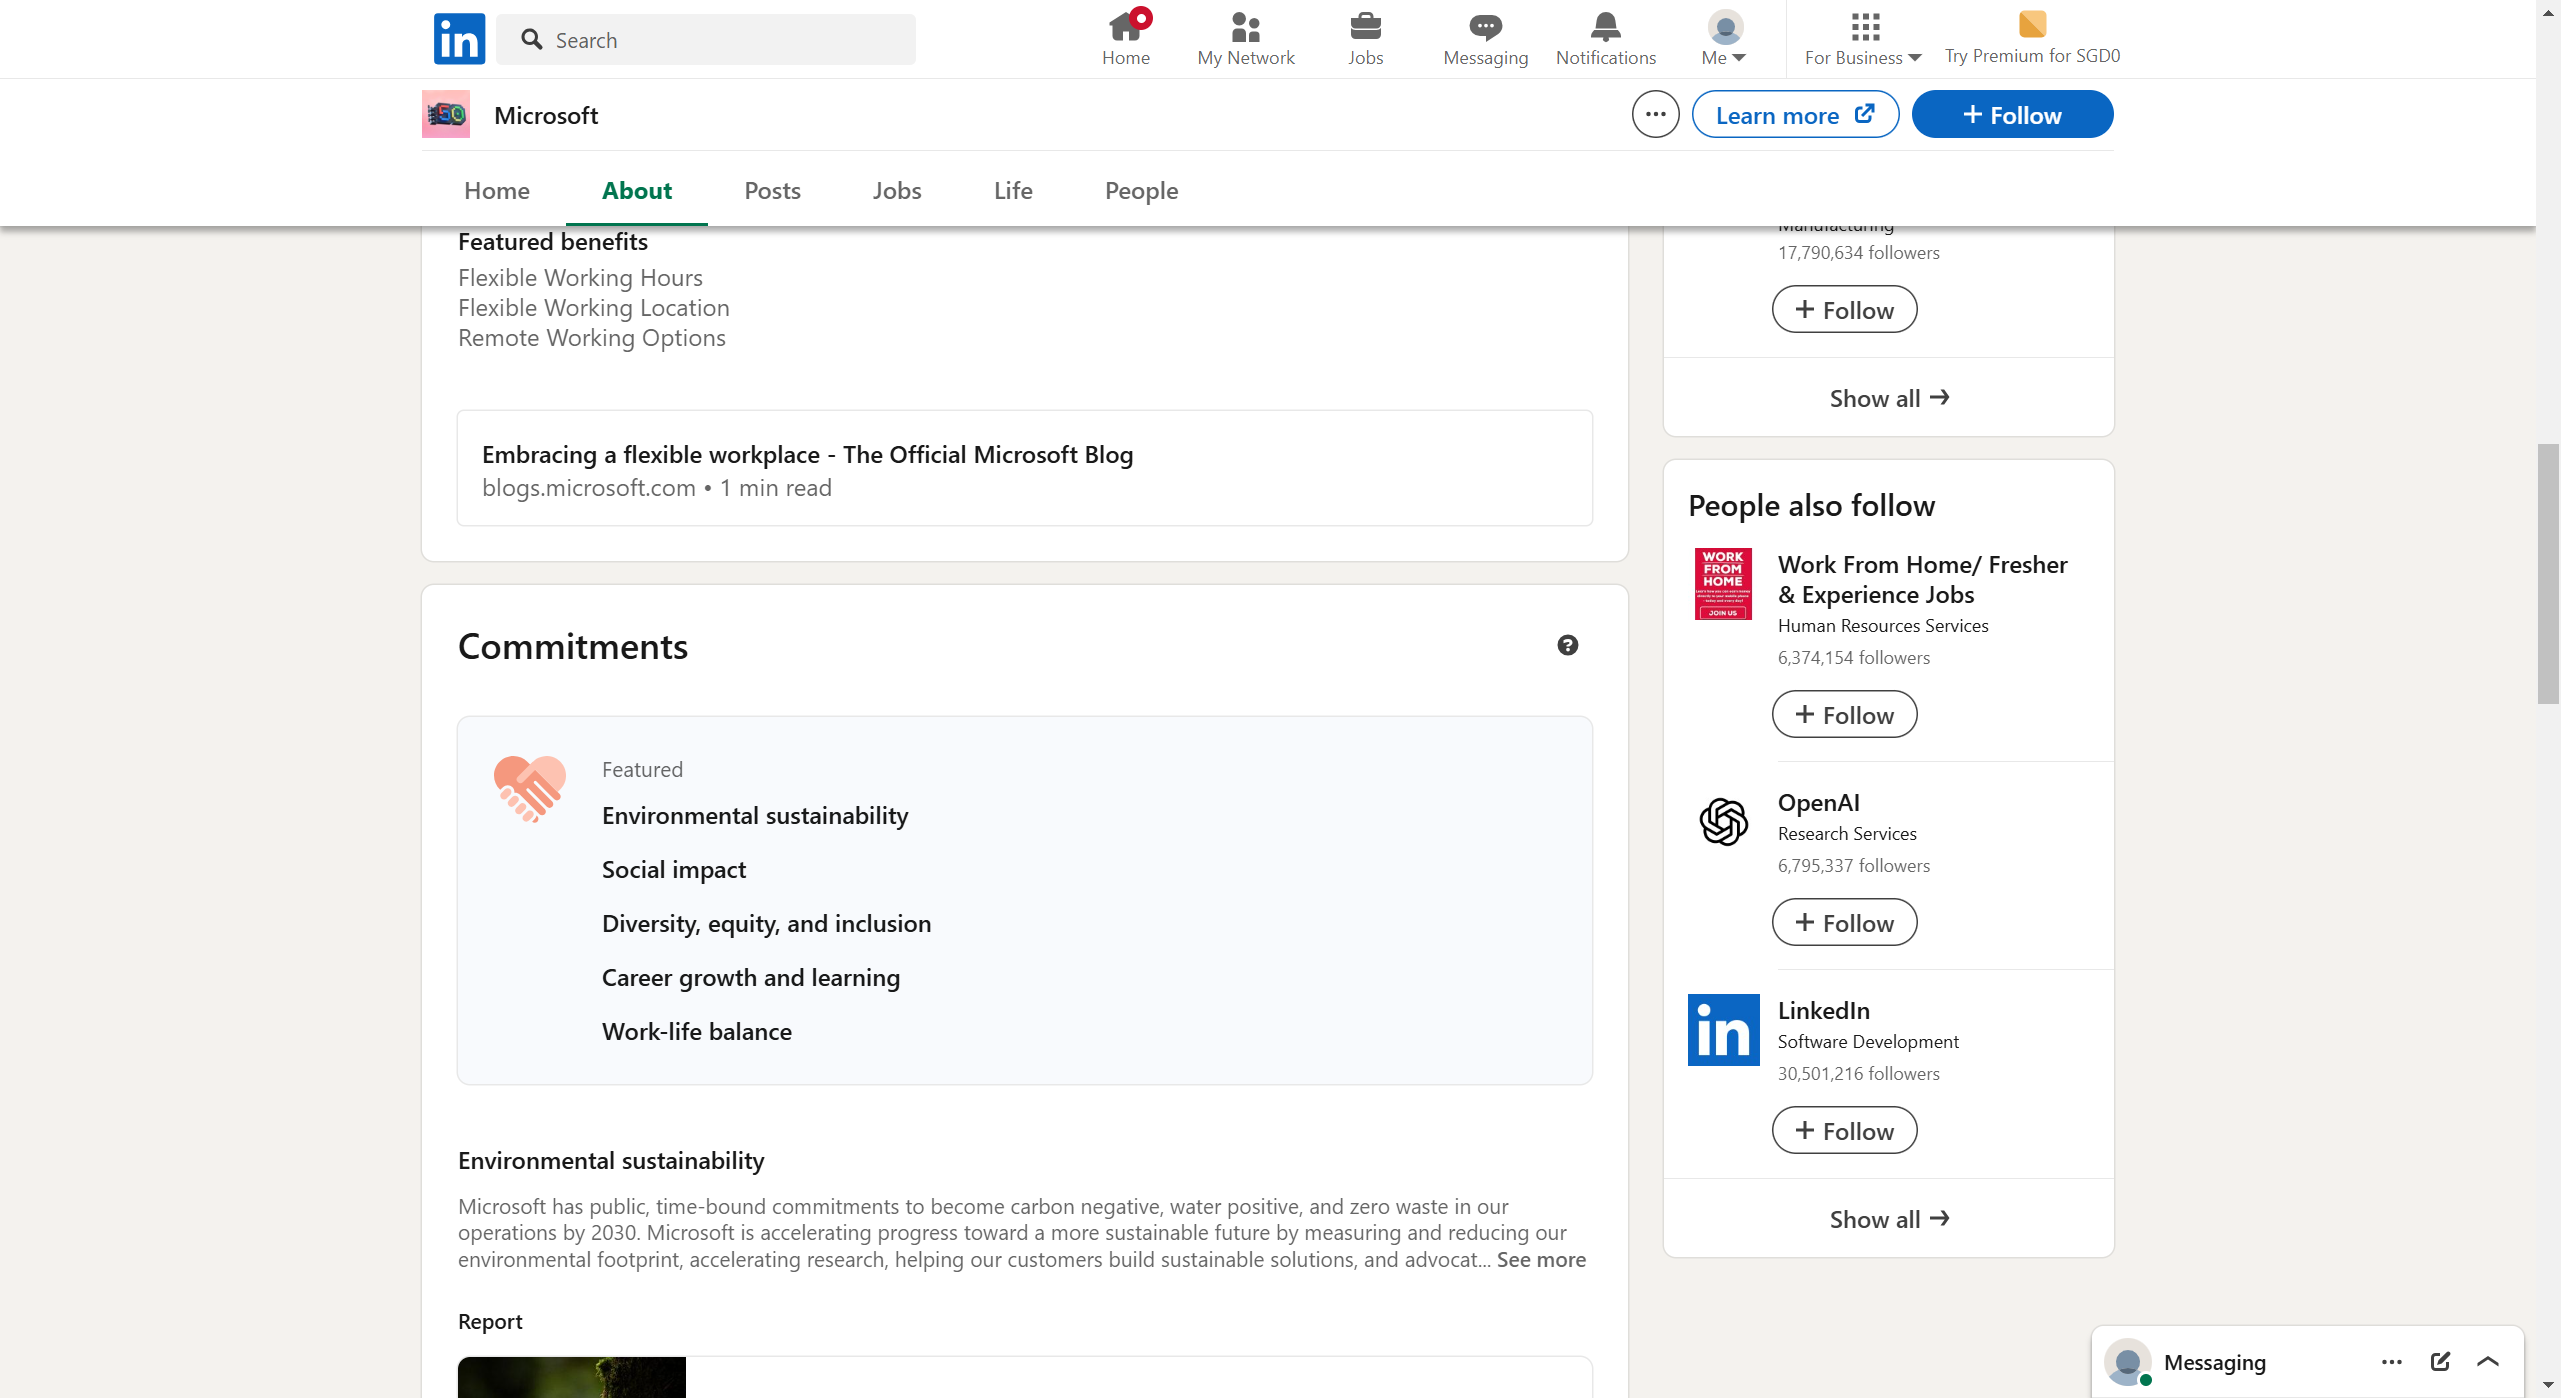 Search
Home
My Network
Jobs
Messaging
Notifications
Me
For Business
Try Premium for SGD0
Microsoft
Learn more
Follow
Home
About
Posts
Jobs
Life
People
Featured benefits
Flexible Working Hours
Flexible Working Location
Remote Working Options
Embracing a flexible workplace - The Official Microsoft Blog
blogs.microsoft.com • 1 min read
Commitments
Featured
Environmental sustainability
Social impact
Diversity, equity, and inclusion
Career growth and learning
Work-life balance
Environmental sustainability
Microsoft has public, time-bound commitments to become carbon negative, water positive, and zero waste in our
operations by 2030. Microsoft is accelerating progress toward a more sustainable future by measuring and reducing our
environmental footprint, accelerating research, helping our customers build sustainable solutions, and advocat... See more
Report
Manufacturing
17,790,634 followers
Follow
Show all
People also follow
WORK
FROM
HOME
JOIN US
Work From Home/ Fresher
& Experience Jobs
Human Resources Services
6,374,154 followers
Follow
OpenAI
Research Services
6,795,337 followers
Follow
in
LinkedIn
Software Development
30,501,216 followers
Follow
Show all
Messaging